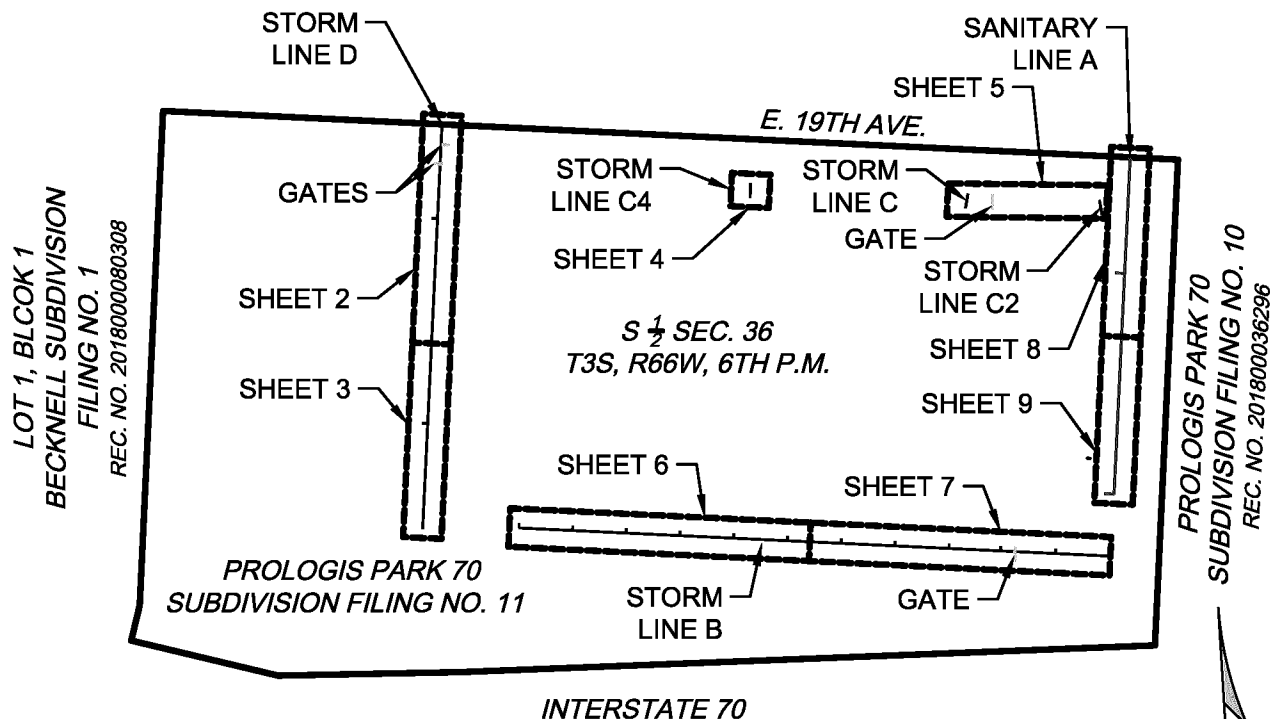 STORM
LINE D
SANITARY
LINE A
SHEET 5
E. 19TH AVE.
GATES
STORM
LINE C4
STORM
LINE C
GATE
SHEET 4
STORM
LINE C2
LOT 1, BLCOK 1
BECKNELL SUBDIVISION
FILING NO. 1
REC. NO. 2018000080308
SHEET 2
S 1/2 SEC. 36
T3S, R66W, 6TH P.M.
SHEET 8
SHEET 3
SHEET 9
PROLOGIS PARK 70
SUBDIVISION FILING NO. 10
REC. NO. 2018000036296
SHEET 6
SHEET 7
PROLOGIS PARK 70
SUBDIVISION FILING NO. 11
STORM
LINE B
GATE
INTERSTATE 70